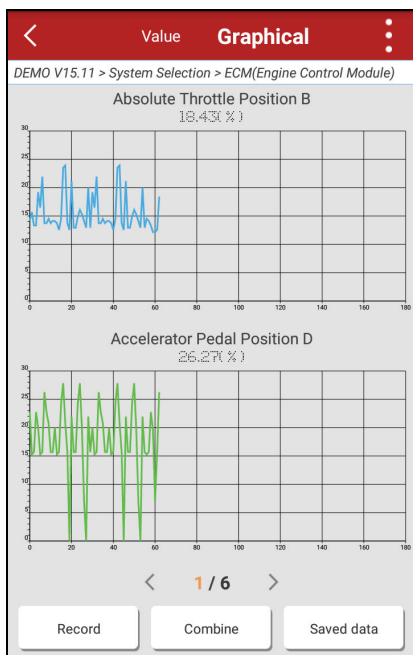 Value Graphical
DEMO V15.11 > System Selection > ECM(Engine Control Module)
Absolute Throttle Position B
18.43( % )
30
25
20
15
10
5
0
0 20 40 60 80 100 120 140 160 180
Accelerator Pedal Position D
26.27( % )
30
25
20
15
10
5
0
0 20 40 60 80 100 120 140 160 180
1 / 6
Record Combine Saved data